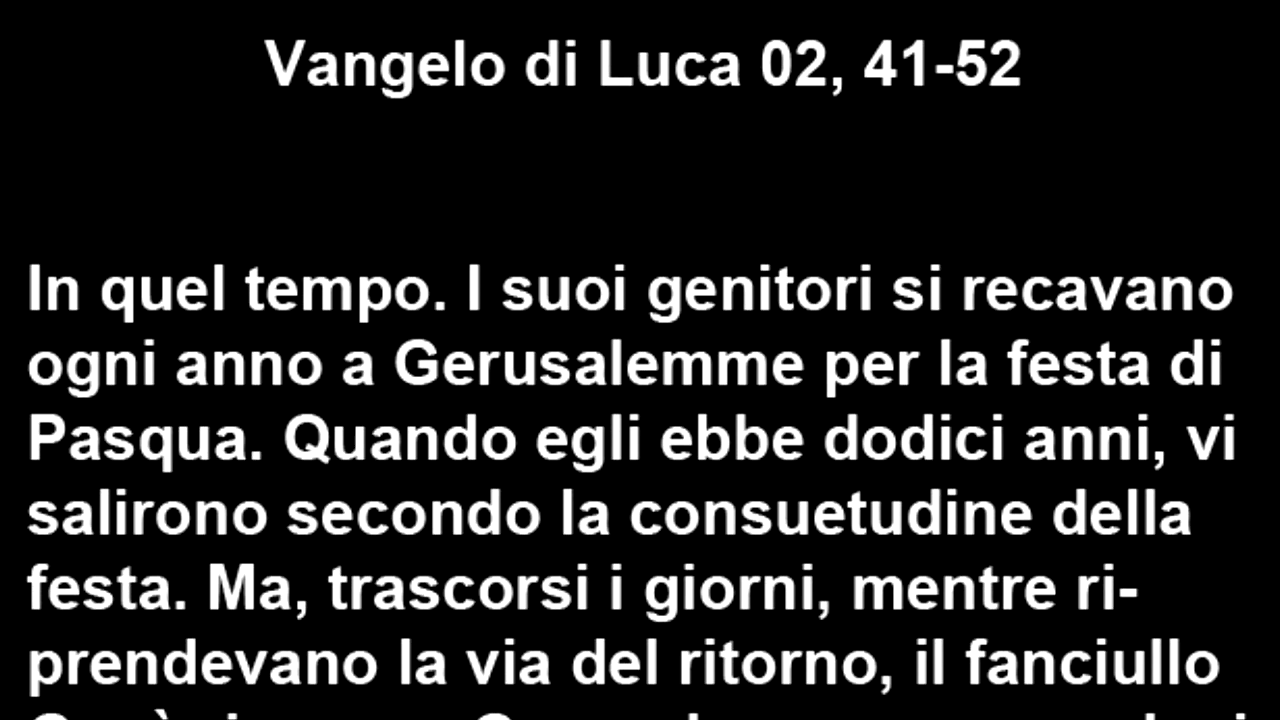 Vangelo di Luca 02, 41-52
In quel tempo. I suoi genitori si recavano
ogni anno a Gerusalemme per la festa di
Pasqua. Quando egli ebbe dodici anni, vi
salirono secondo la consuetudine della
festa. Ma, trascorsi i giorni, mentre ri-
prendevano la via del ritorno, il fanciullo